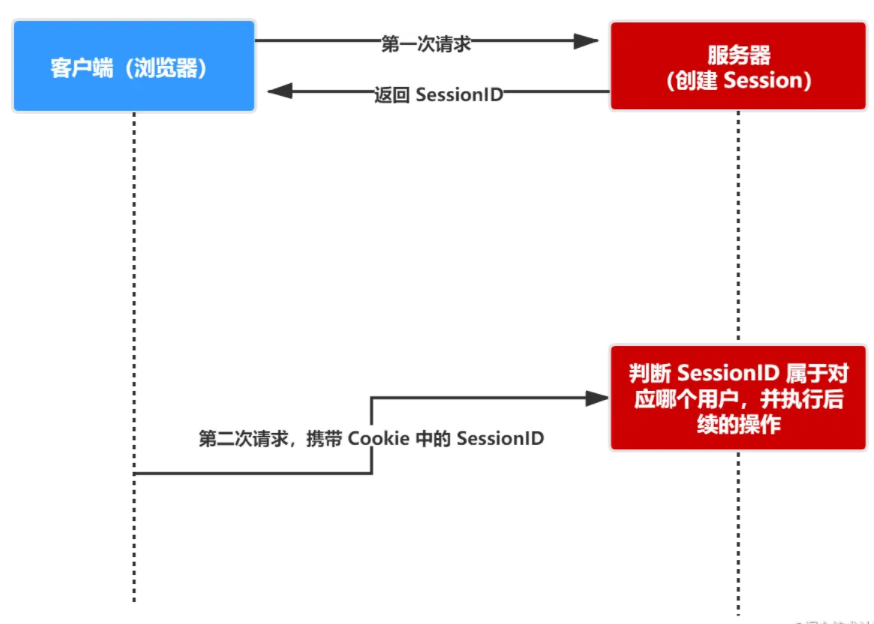 第一次请求
客户端（浏览器）
服务器
（创建 Session）
返回 SessionID
判断 SessionID 属于对
应哪个用户，并执行后
续的操作
第二次请求，携带 Cookie 中的 SessionID